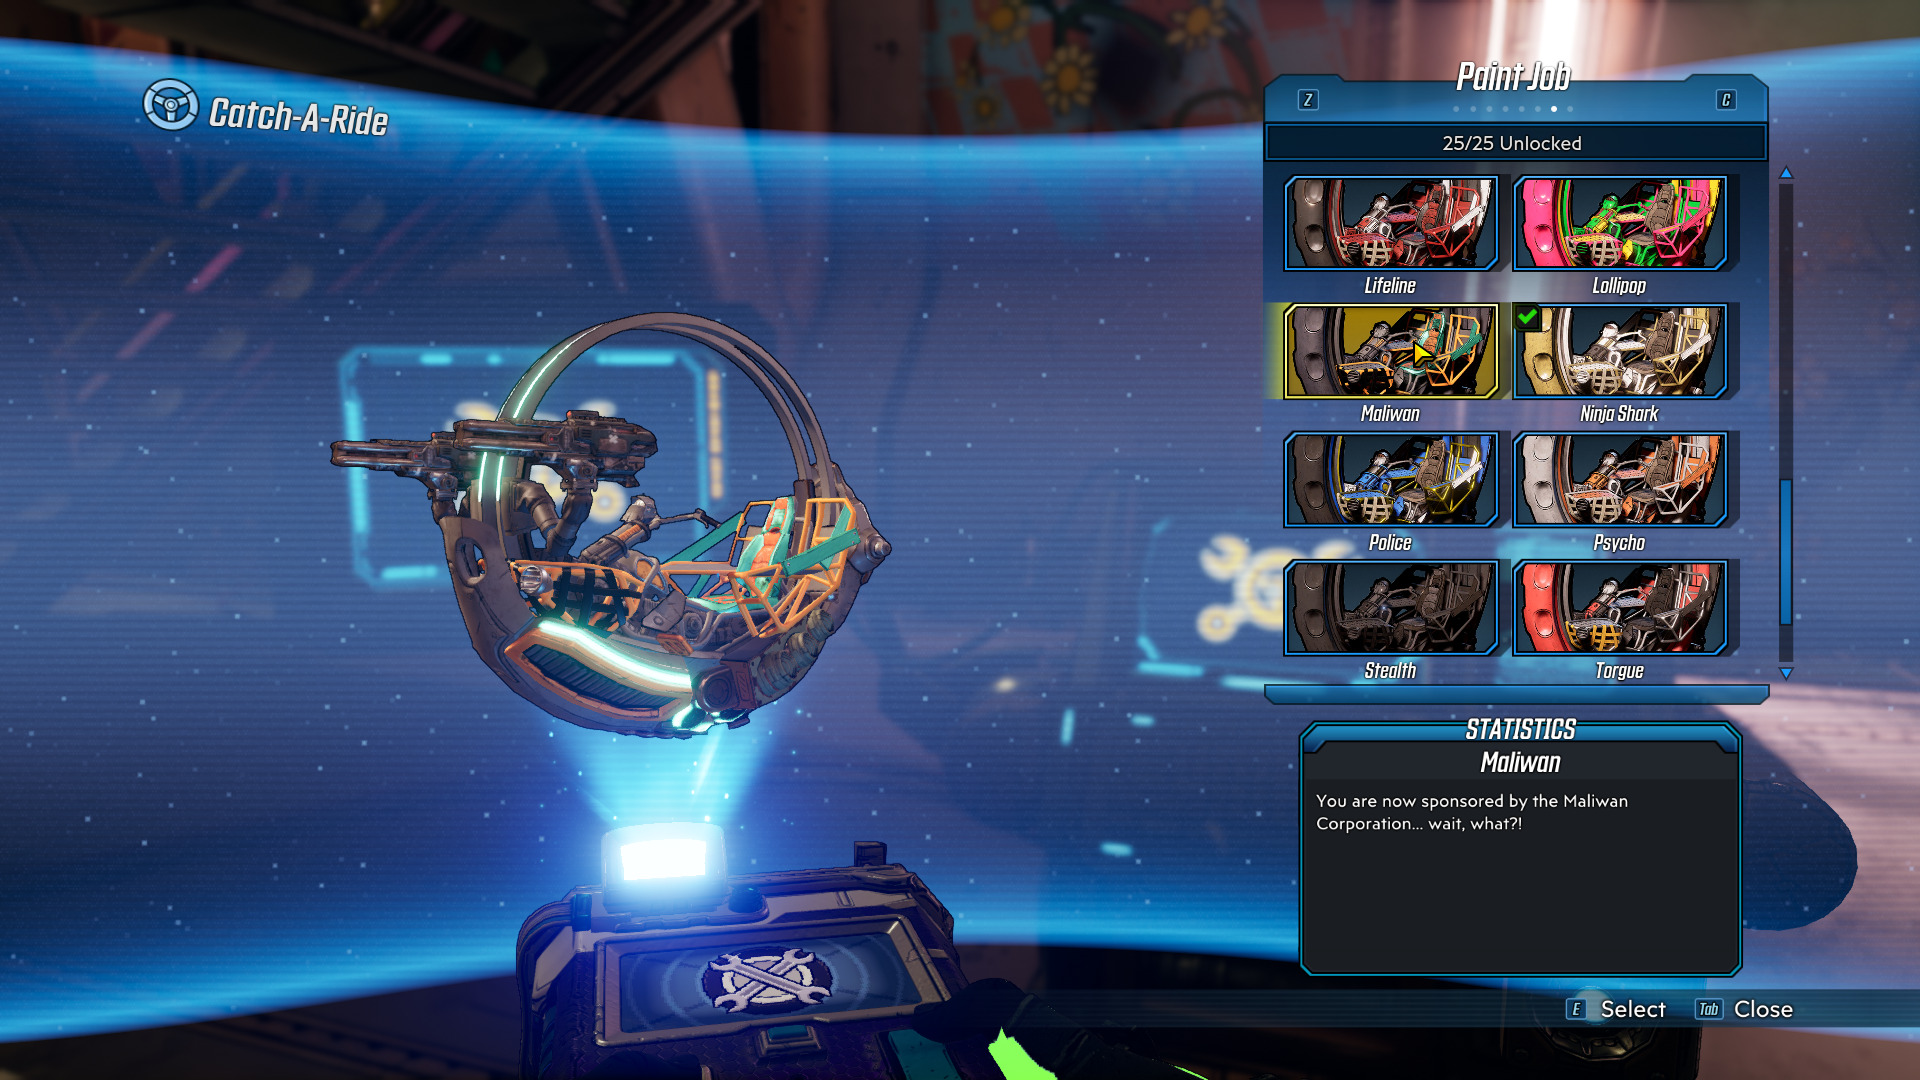 Catch-A-Ride
Paint Job
Z
C
25/25 Unlocked
Lifeline
Lollipop
Maliwan
Ninja Shark
Police
Psycho
Stealth
Torgue
STATISTICS
Maliwan
You are now sponsored by the Maliwan
Corporation... wait, what?!
E Select Tab Close